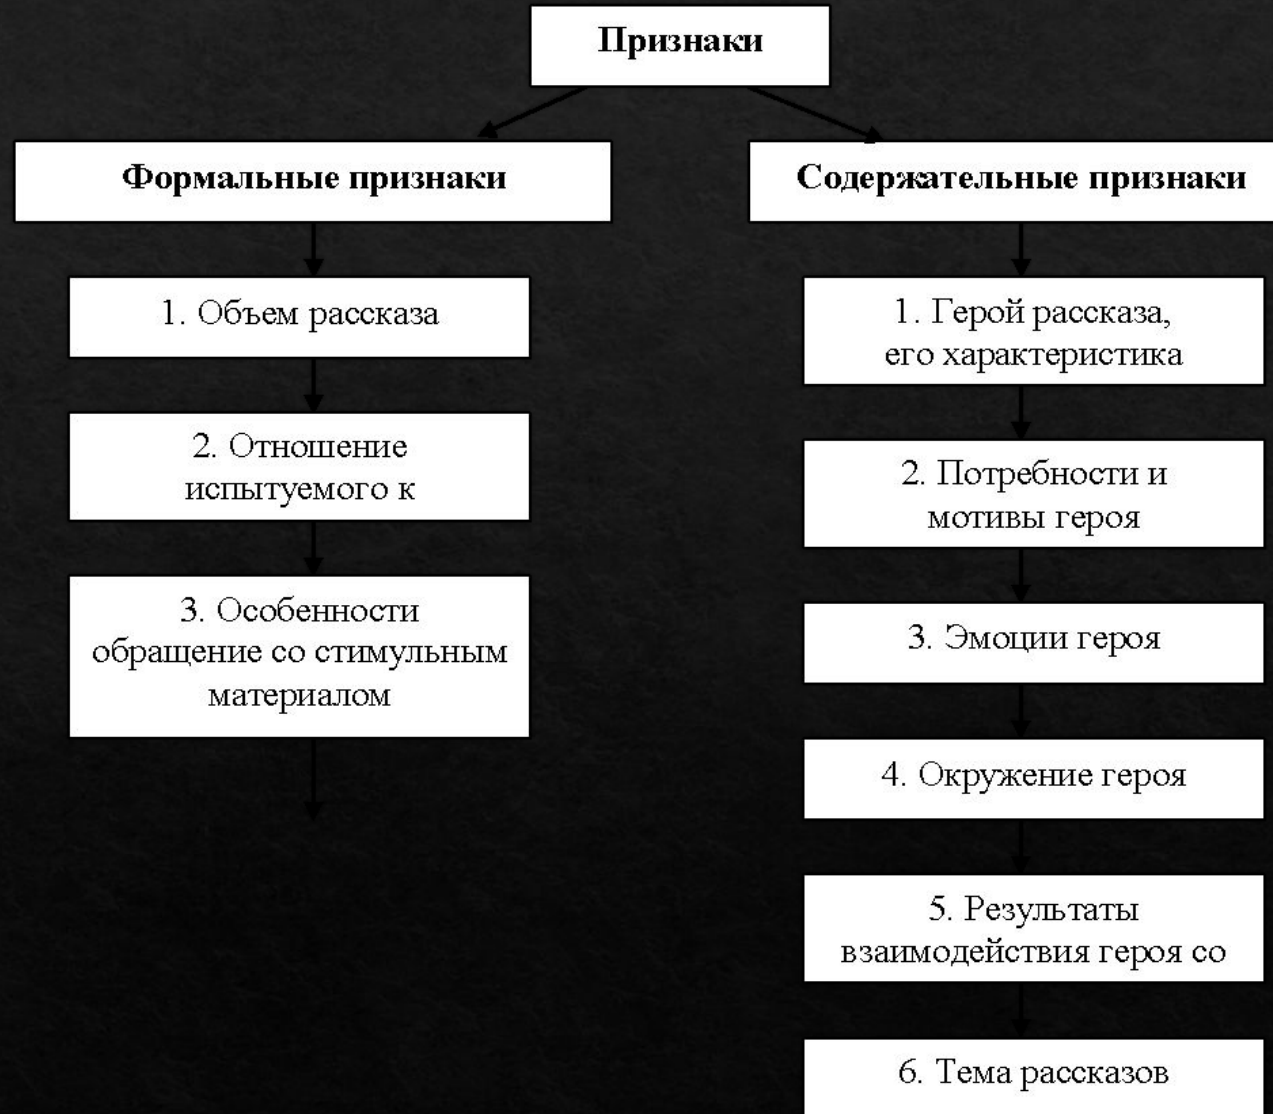 Признаки
Формальные признаки
1. Объем рассказа
2. Отношение
испытуемого к
3. Особенности
обращение со стимульным
материалом
Содержательные признаки
1. Герой рассказа,
его характеристика
2. Потребности и
мотивы героя
3. Эмоции героя
4. Окружение героя
5. Результаты
взаимодействия героя со
6. Тема рассказов